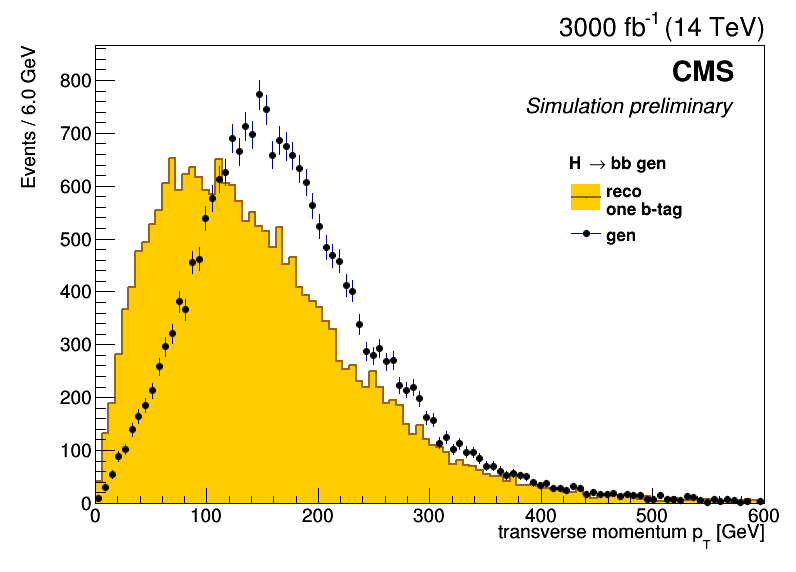 3000 fb⁻¹ (14 TeV)
CMS
Simulation preliminary
H → bb gen
reco
one b-tag
gen
Events / 6.0 GeV
800
700
600
500
400
300
200
100
0
0 100 200 300 400 500 600
transverse momentum p_T [GeV]